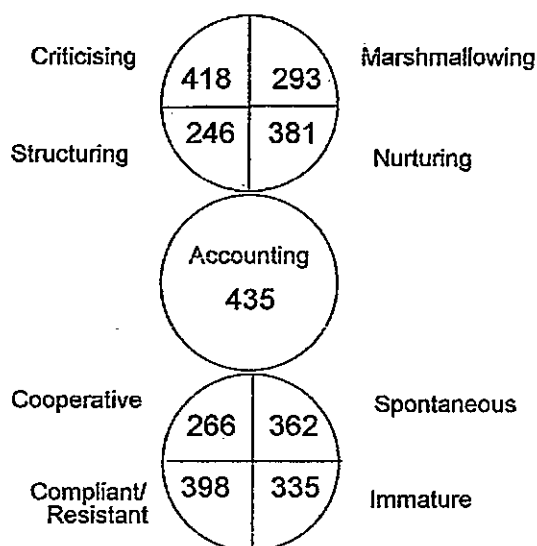 Criticising
418 293
Marshmallowing
Structuring
246 381
Nurturing
Accounting
435
Cooperative
266 362
Spontaneous
Compliant/
Resistant
398 335
Immature